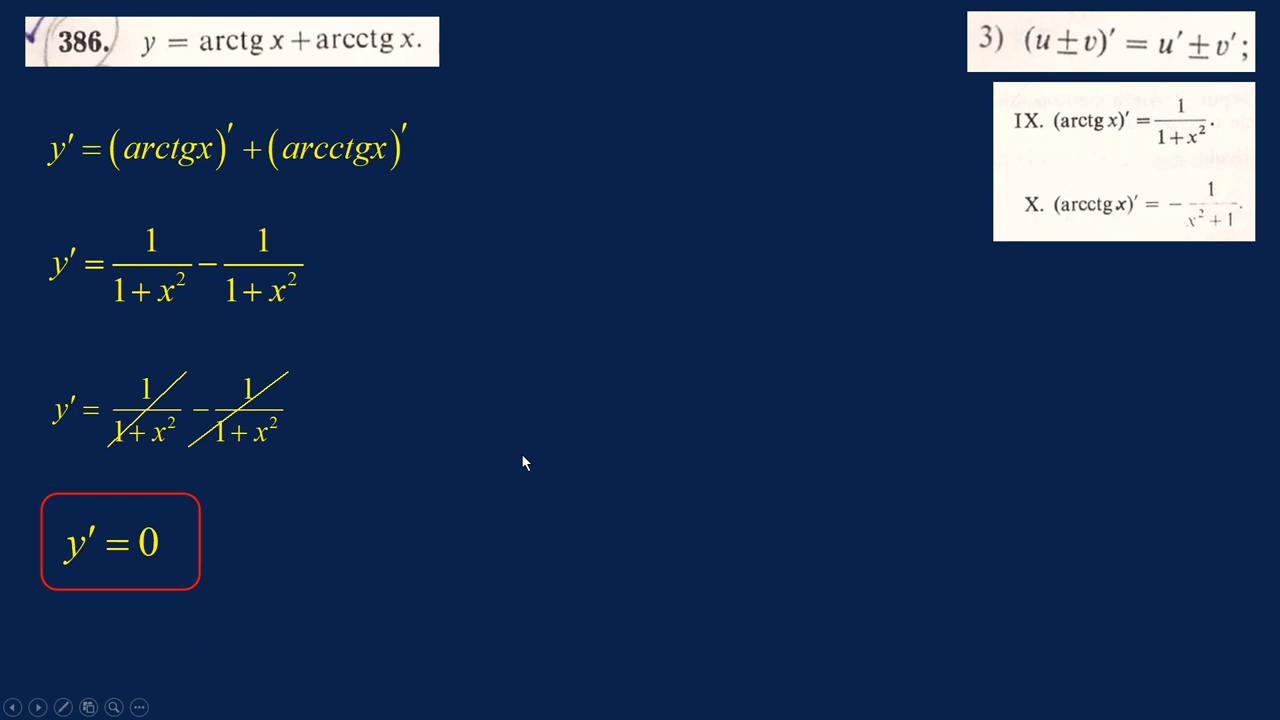 386. y = arctg x + arcctg x.
3) (u ± v)′ = u′ ± v′;
IX. (arctg x)′ = 1/(1+x²).
X. (arcctg x)′ = − 1/(x²+1).
y′ = (arctgx)′ + (arcctgx)′
y′ = 1/(1+x²) − 1/(1+x²)
y′ = 1/(1+x²) − 1/(1+x²)
y′ = 0